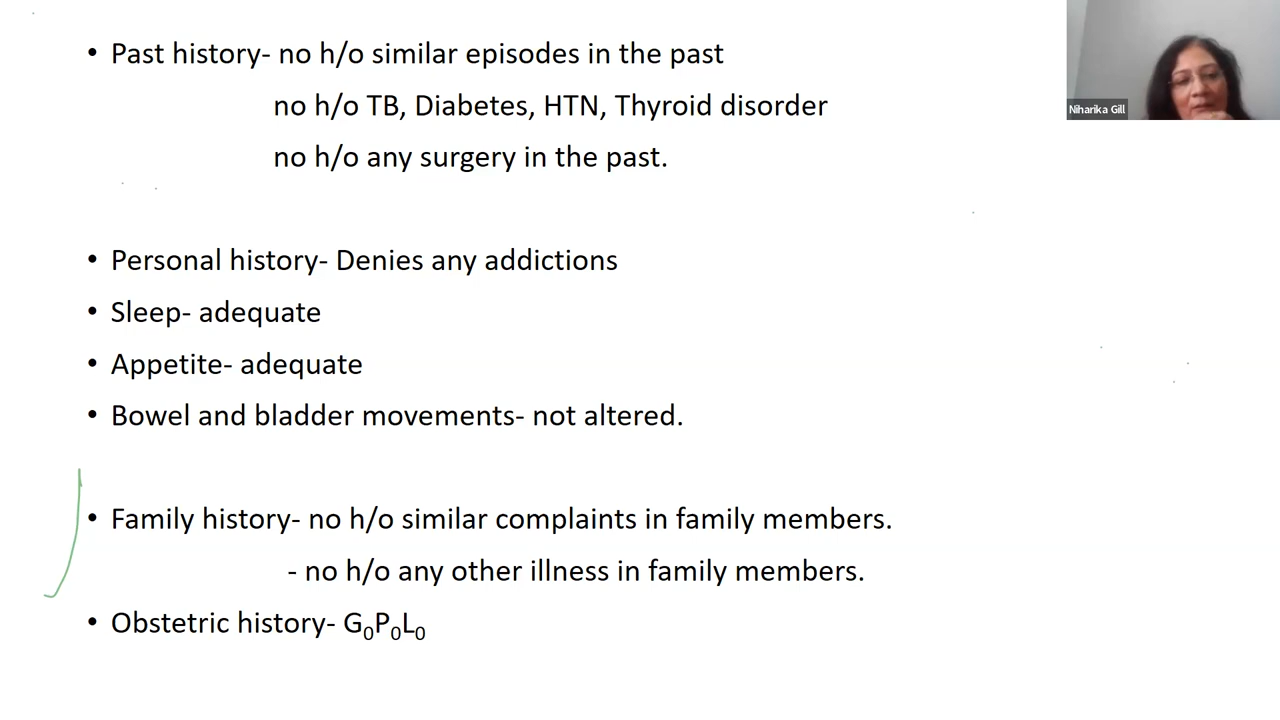 • Past history- no h/o similar episodes in the past
no h/o TB, Diabetes, HTN, Thyroid disorder
no h/o any surgery in the past.
Niharika Gill
• Personal history- Denies any addictions
• Sleep- adequate
• Appetite- adequate
• Bowel and bladder movements- not altered.
• Family history- no h/o similar complaints in family members.
- no h/o any other illness in family members.
• Obstetric history- G₀P₀L₀